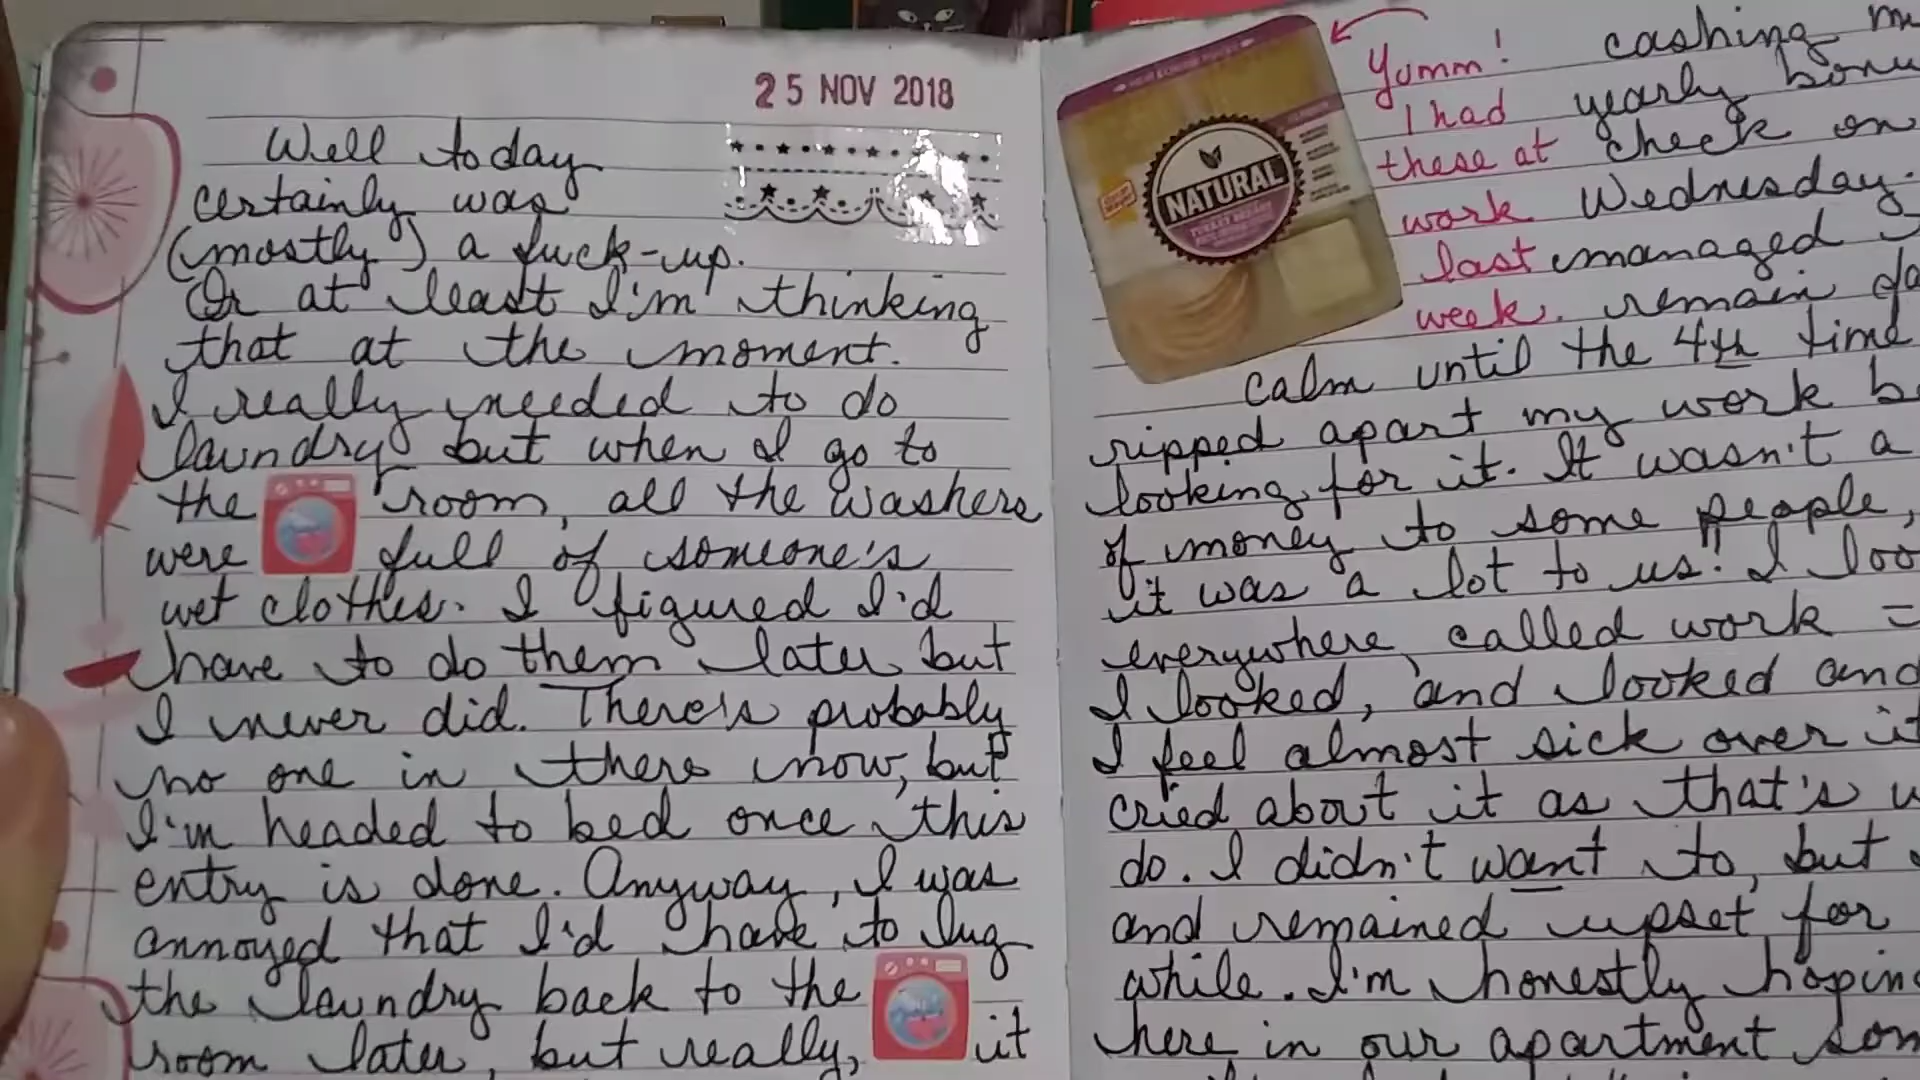 25 NOV 2018
Well today
certainly was
(mostly) a fuck-up.
Or at least I'm thinking
that at the moment.
I really needed to do
laundry but when I go to
the room, all the washers
were full of someone's
wet clothes. I figured I'd
have to do them later but
I never did. There's probably
no one in there now, but
I'm headed to bed once this
entry is done. Anyway, I was
annoyed that I'd have to lug
the laundry back to the
room later, but really, it
NATURAL
Yumm!
I had
these at
work
last
week.
cashing
yearly
check on
Wednesday.
managed
remain
calm until the 4th time
ripped apart my work
looking for it. It wasn't a
of money to some people,
it was a lot to us! I
everywhere, called work =
I looked, and looked and
I feel almost sick over it
cried about it as that's
do. I didn't want to, but
and remained upset for
while. I'm honestly
here in our apartment